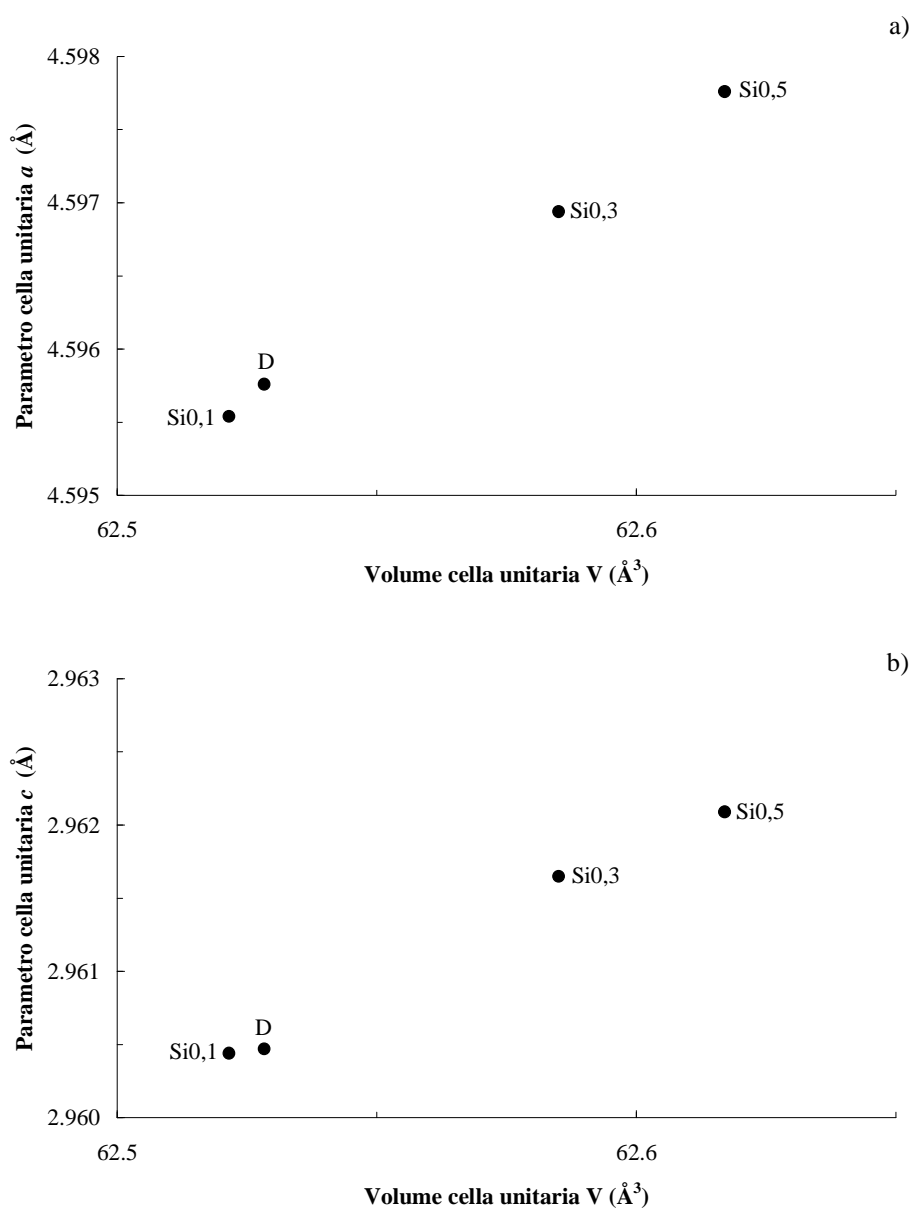 a)
4.598
Si0,5
4.597
Si0,3
4.596
D
Si0,1
4.595
62.5
62.6
Parametro cella unitaria a (Å)
Volume cella unitaria V (Å³)
b)
2.963
2.962
Si0,5
Si0,3
2.961
D
Si0,1
2.960
62.5
62.6
Parametro cella unitaria c (Å)
Volume cella unitaria V (Å³)